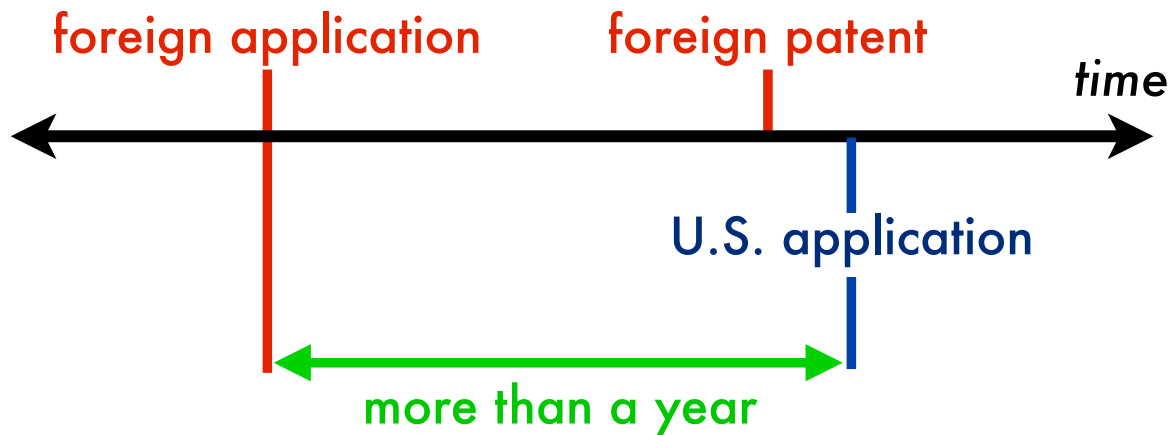 foreign application
foreign patent
time
U.S. application
more than a year